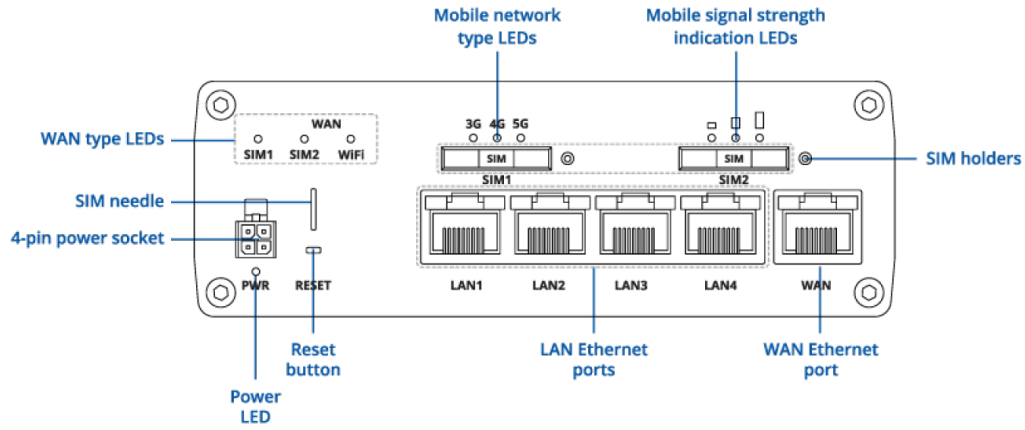 Mobile network
type LEDs
Mobile signal strength
indication LEDs
WAN type LEDs
WAN
SIM1
SIM2
WiFi
3G
4G
5G
SIM
SIM1
SIM
SIM2
SIM holders
SIM needle
4-pin power socket
PWR
RESET
LAN1
LAN2
LAN3
LAN4
WAN
Reset
button
LAN Ethernet
ports
WAN Ethernet
port
Power
LED